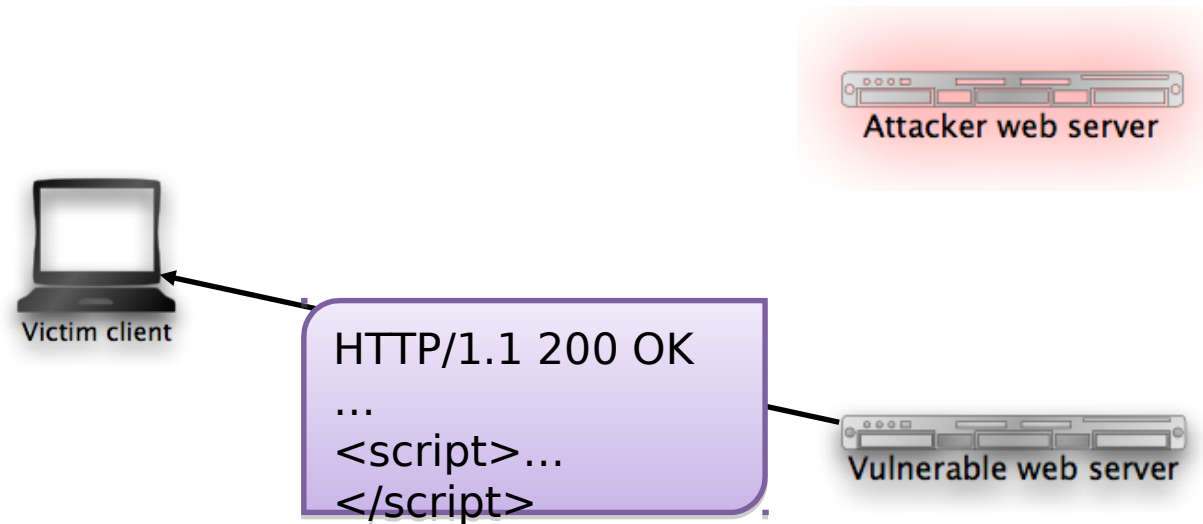 Attacker web server
Victim client
HTTP/1.1 200 OK
...
<script>...
</script>
Vulnerable web server